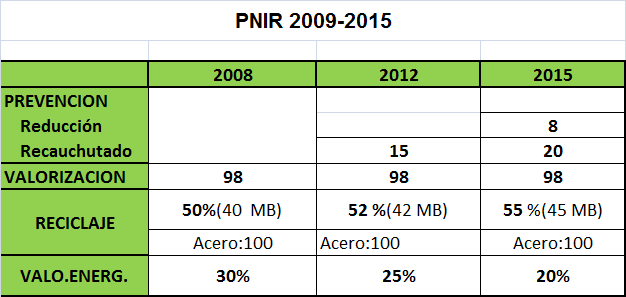 PNIR 2009-2015
2008 2012 2015
PREVENCION
Reducción 8
Recauchutado 15 20
VALORIZACION 98 98 98
RECICLAJE 50%(40 MB) 52 %(42 MB) 55 %(45 MB)
Acero:100 Acero:100 Acero:100
VALO.ENERG. 30% 25% 20%